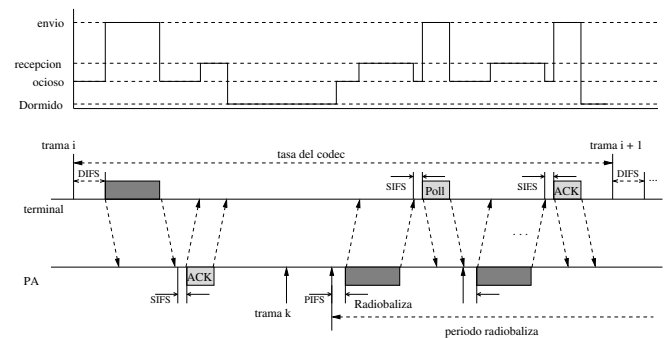 envio
recepcion
ocioso
Dormido
trama i
trama i + 1
tasa del codec
DIFS
DIFS
...
SIFS
Poll
SIFS
ACK
terminal
. . .
PA
ACK
SIFS
PIFS
Radiobaliza
trama k
periodo radiobaliza